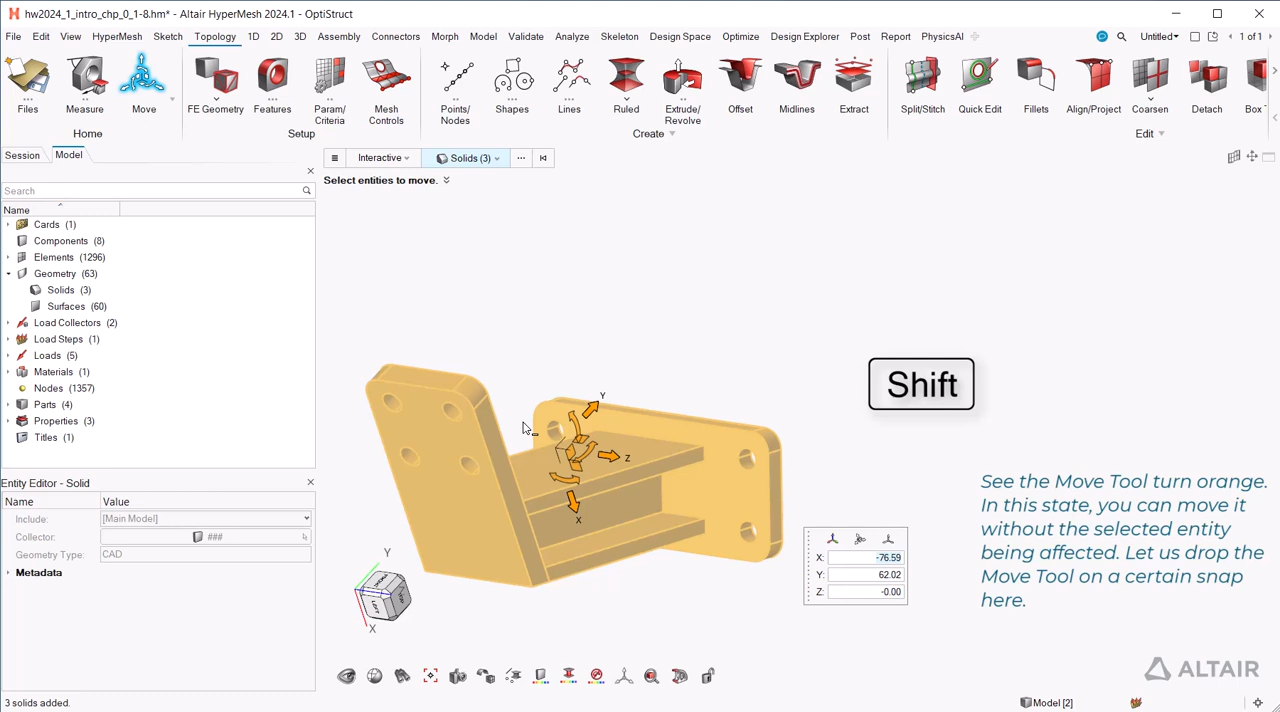 hw2024_1_intro_chp_0_1-8.hm* - Altair HyperMesh 2024.1 - OptiStruct
File Edit View HyperMesh Sketch Topology 1D 2D 3D Assembly Connectors Morph Model Validate Analyze Skeleton Design Space Optimize Design Explorer Post Report PhysicsAI Untitled 1 of 1
Files Measure Move FE Geometry Features Param/ Criteria Mesh Controls Points/ Nodes Shapes Lines Ruled Extrude/ Revolve Offset Midlines Extract Split/Stitch Quick Edit Fillets Align/Project Coarsen Detach Box
Home Setup Create Edit
Session Model
Interactive Solids (3)
Select entities to move.
Search
Name
Cards (1)
Components (8)
Elements (1296)
Geometry (63)
Solids (3)
Surfaces (60)
Load Collectors (2)
Load Steps (1)
Loads (5)
Materials (1)
Nodes (1357)
Parts (4)
Properties (3)
Titles (1)
Entity Editor - Solid
Name Value
Include: [Main Model]
Collector: ###
Geometry Type: CAD
Metadata
3 solids added.
Y
Z
X
Y
LEFT
X
X: -76.59
Y: 62.02
Z: -0.00
Shift
See the Move Tool turn orange.
In this state, you can move it
without the selected entity
being affected. Let us drop the
Move Tool on a certain snap
here.
ALTAIR
Model [2]